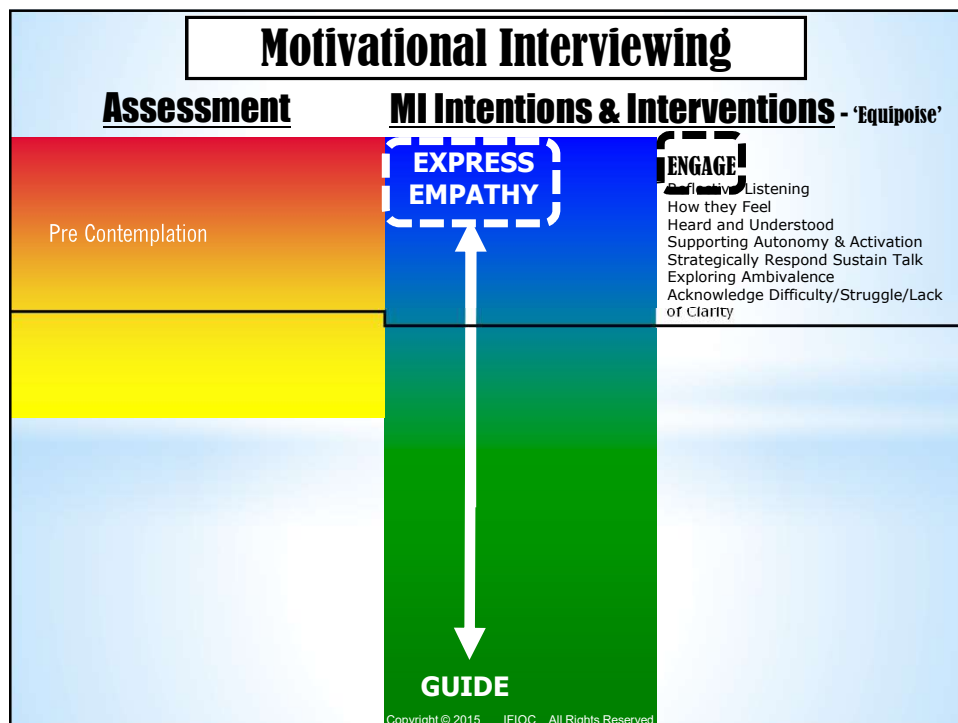 Motivational Interviewing
Assessment
MI Intentions & Interventions - 'Equipoise'
EXPRESS
EMPATHY
ENGAGE
Reflective Listening
How they Feel
Heard and Understood
Supporting Autonomy & Activation
Strategically Respond Sustain Talk
Exploring Ambivalence
Acknowledge Difficulty/Struggle/Lack
of Clarity
Pre Contemplation
GUIDE
Copyright © 2015 IFIOC All Rights Reserved